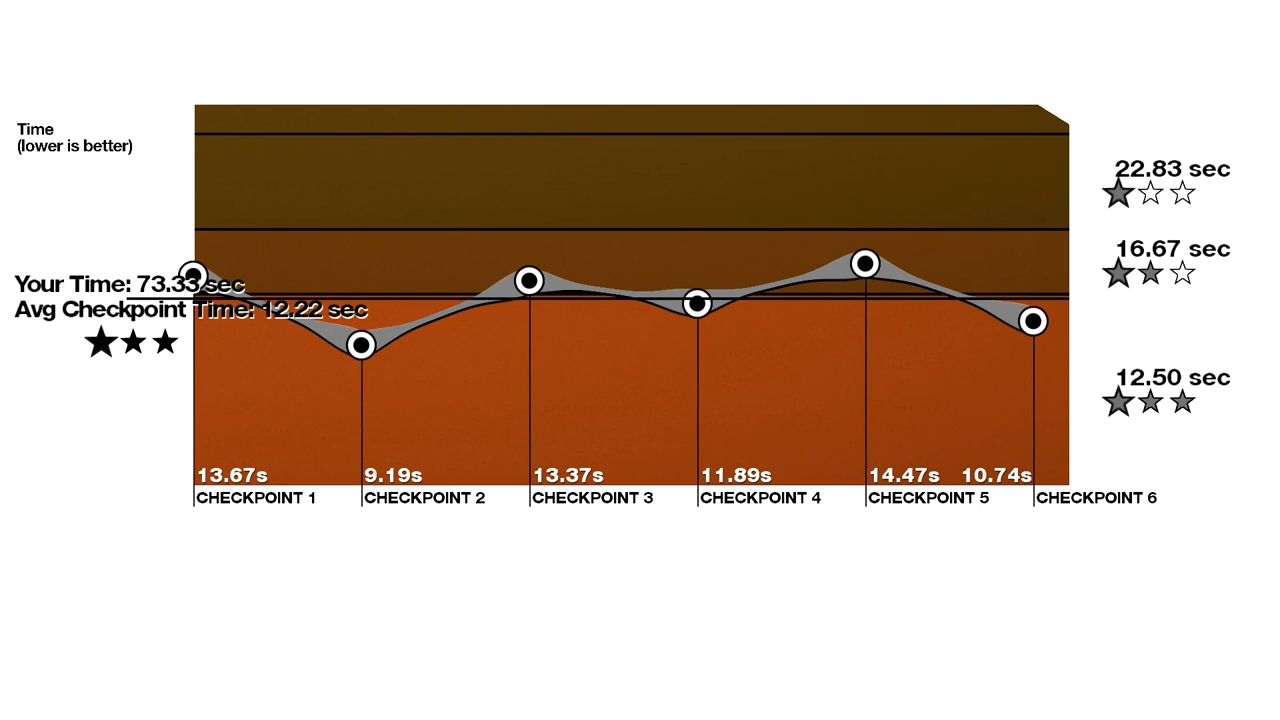 Time
(lower is better)
22.83 sec
16.67 sec
Your Time: 73.33 sec
Avg Checkpoint Time: 12.22 sec
12.50 sec
13.67s
9.19s
13.37s
11.89s
14.47s
10.74s
CHECKPOINT 1
CHECKPOINT 2
CHECKPOINT 3
CHECKPOINT 4
CHECKPOINT 5
CHECKPOINT 6